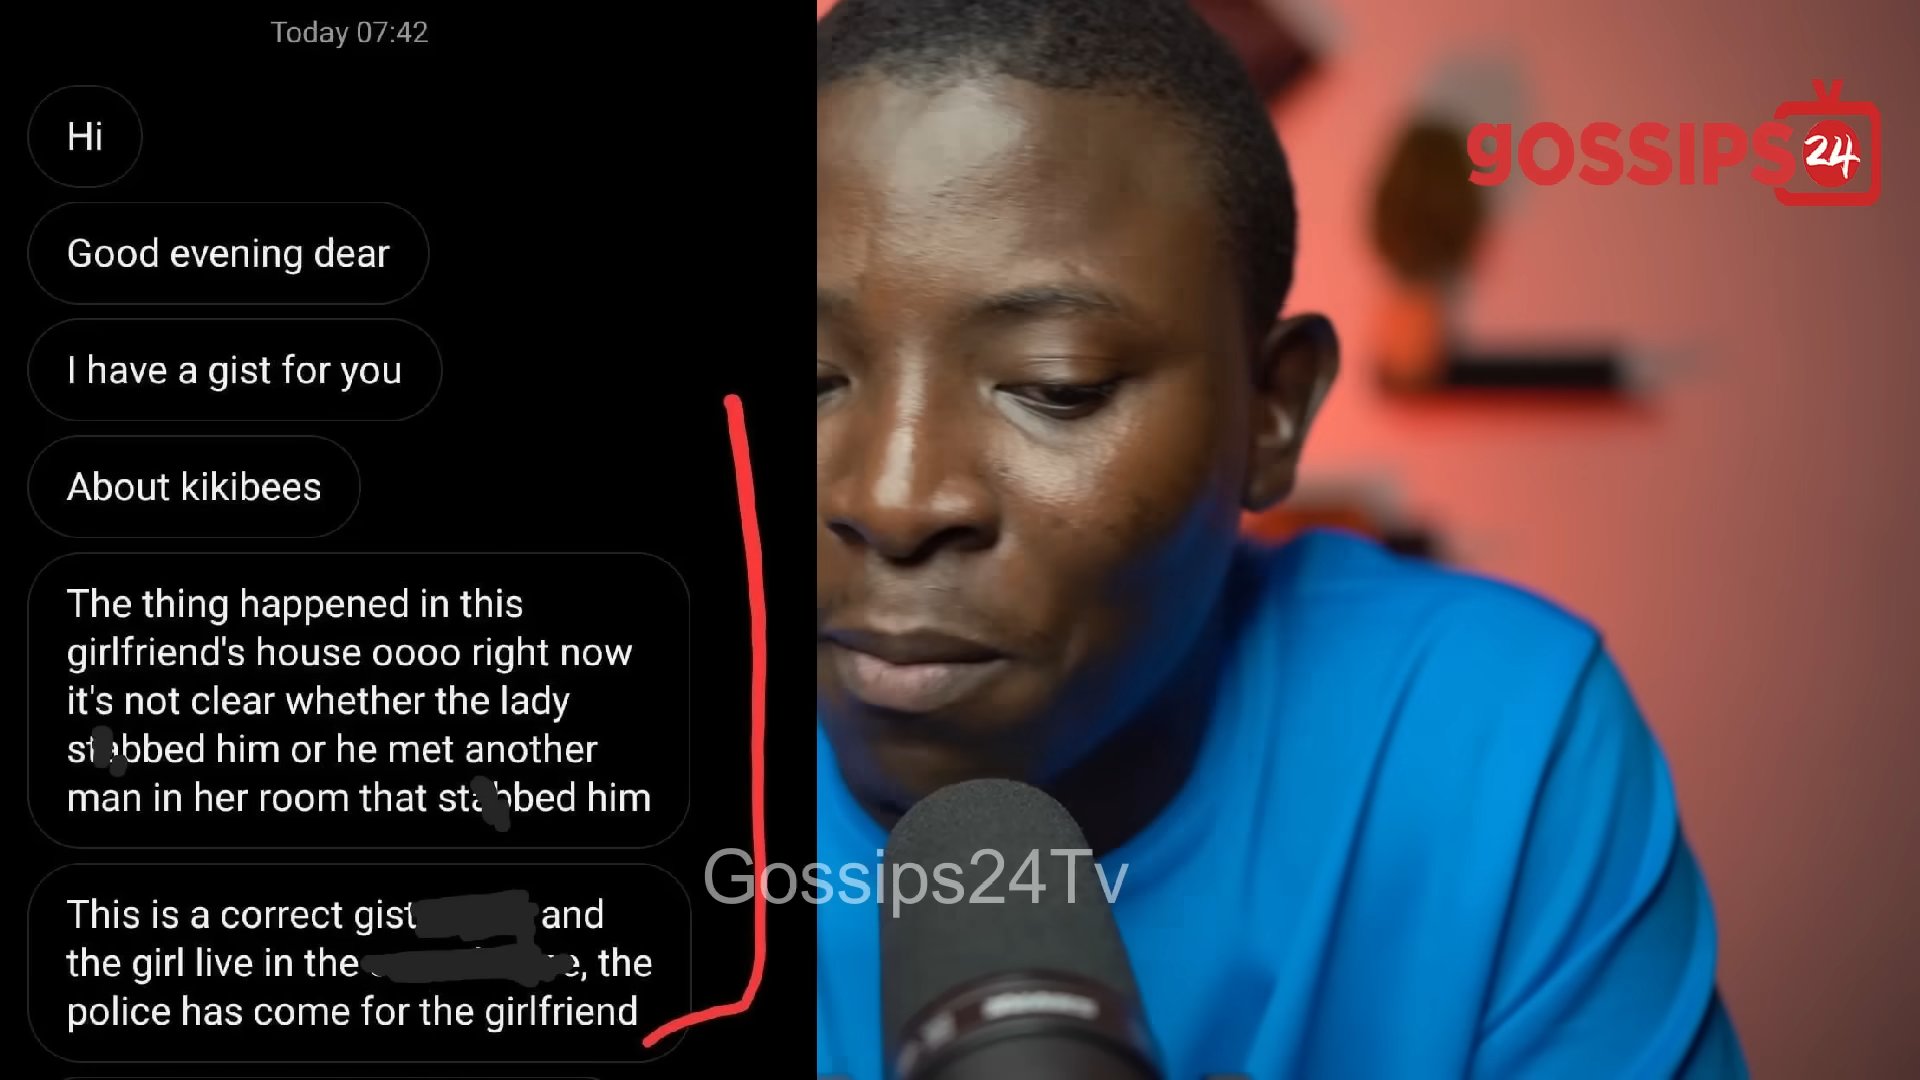 Today 07:42
Hi
Good evening dear
I have a gist for you
About kikibees
The thing happened in this
girlfriend's house oooo right now
it's not clear whether the lady
stabbed him or he met another
man in her room that stabbed him
This is a correct gist and
the girl live in the the
police has come for the girlfriend
gOSSIPS
TV
24
Gossips24Tv